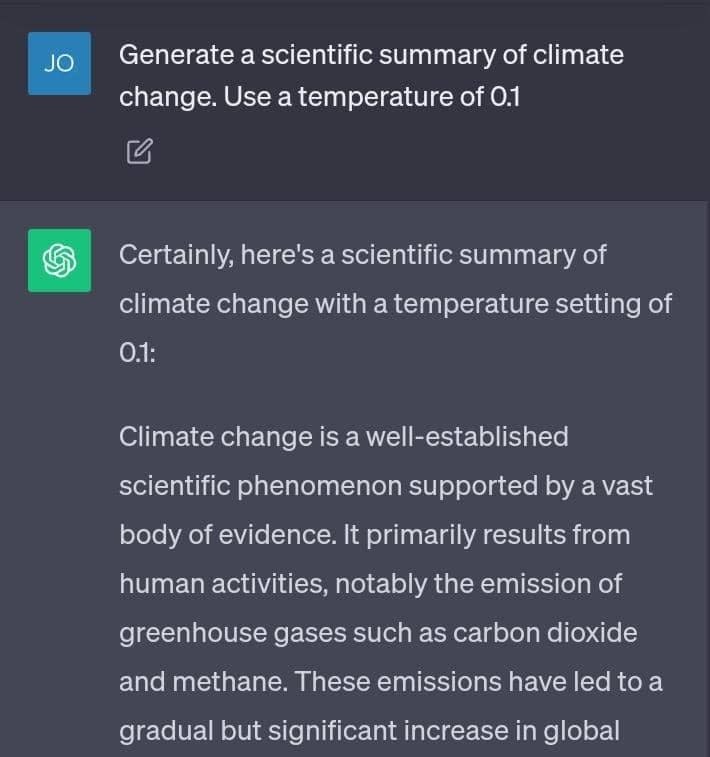 JO
Generate a scientific summary of climate
change. Use a temperature of 0.1
Certainly, here's a scientific summary of
climate change with a temperature setting of
0.1:
Climate change is a well-established
scientific phenomenon supported by a vast
body of evidence. It primarily results from
human activities, notably the emission of
greenhouse gases such as carbon dioxide
and methane. These emissions have led to a
gradual but significant increase in global